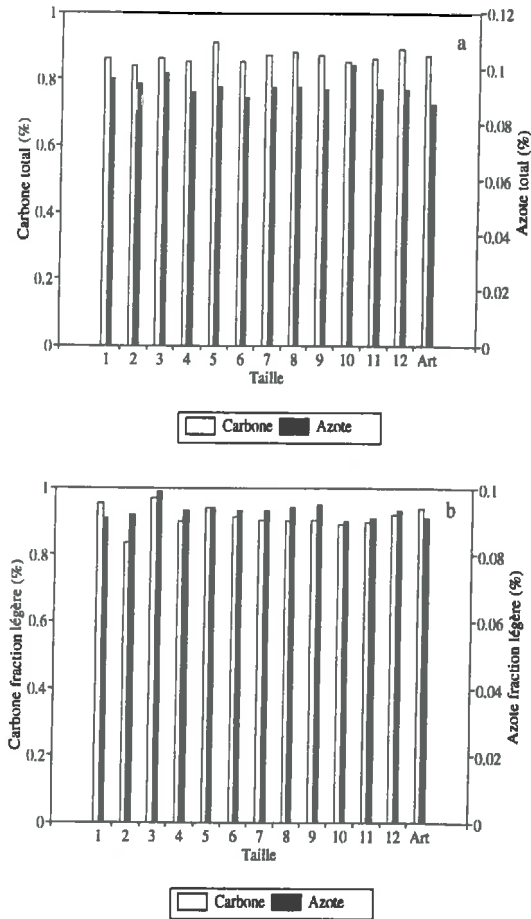 a
Carbone total (%)
1
0.8
0.6
0.4
0.2
0
Azote total (%)
0.12
0.1
0.08
0.06
0.04
0.02
0
1 2 3 4 5 6 7 8 9 10 11 12 Art
Taille
Carbone Azote
b
Carbone fraction légère (%)
1
0.8
0.6
0.4
0.2
0
Azote fraction légère (%)
0.1
0.08
0.06
0.04
0.02
0
1 2 3 4 5 6 7 8 9 10 11 12 Art
Taille
Carbone Azote